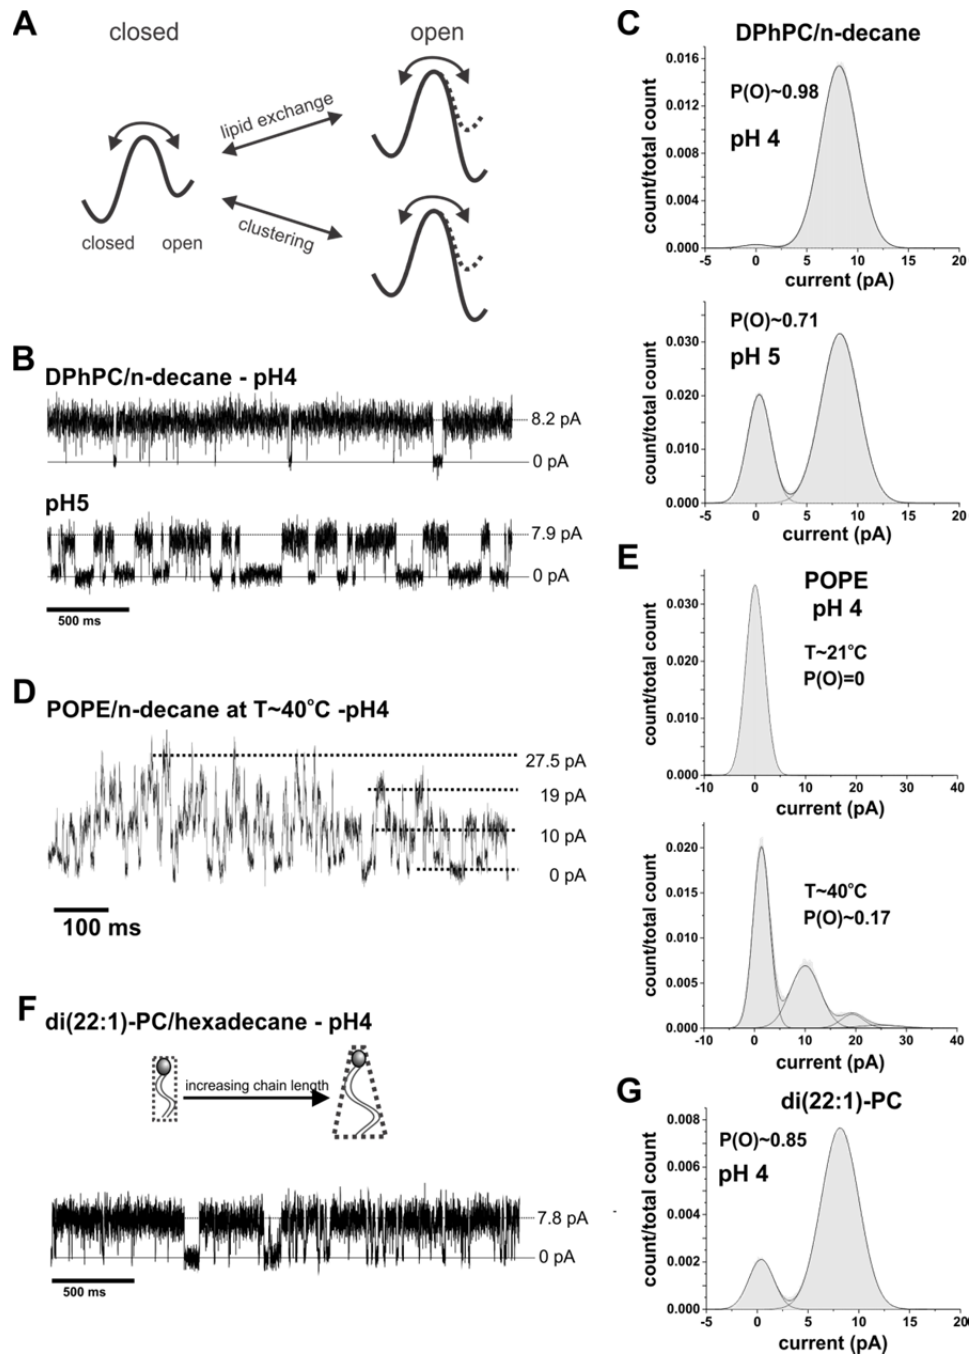 A
closed
open
lipid exchange
clustering
closed open
B
DPhPC/n-decane - pH4
8.2 pA
0 pA
pH5
7.9 pA
0 pA
500 ms
C
DPhPC/n-decane
0.016
0.012
0.008
0.004
0.000
count/total count
P(O)~0.98
pH 4
-5 0 5 10 15 20
current (pA)
0.030
0.020
0.010
0.000
count/total count
P(O)~0.71
pH 5
-5 0 5 10 15 20
current (pA)
D
POPE/n-decane at T~40°C -pH4
27.5 pA
19 pA
10 pA
0 pA
100 ms
E
POPE
pH 4
T~21°C
P(O)=0
0.030
0.020
0.010
0.000
count/total count
-10 0 10 20 30 40
current (pA)
0.020
0.015
0.010
0.005
0.000
count/total count
T~40°C
P(O)~0.17
-10 0 10 20 30 40
current (pA)
F
di(22:1)-PC/hexadecane - pH4
increasing chain length
7.8 pA
0 pA
500 ms
G
di(22:1)-PC
0.008
0.006
0.004
0.002
0.000
count/total count
P(O)~0.85
pH 4
-5 0 5 10 15 20
current (pA)